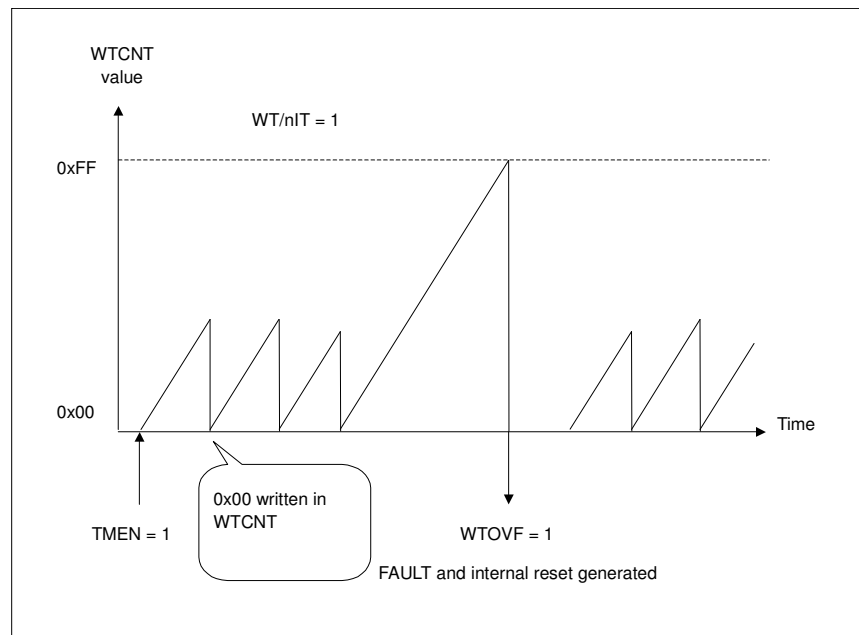 WTCNT
value
WT/nIT = 1
0xFF
0x00
Time
0x00 written in
WTCNT
TMEN = 1
WTOVF = 1
FAULT and internal reset generated